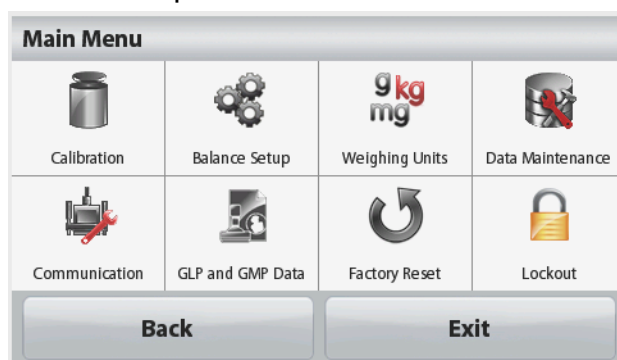 Main Menu
g kg
mg
Calibration Balance Setup Weighing Units Data Maintenance
Communication GLP and GMP Data Factory Reset Lockout
Back Exit